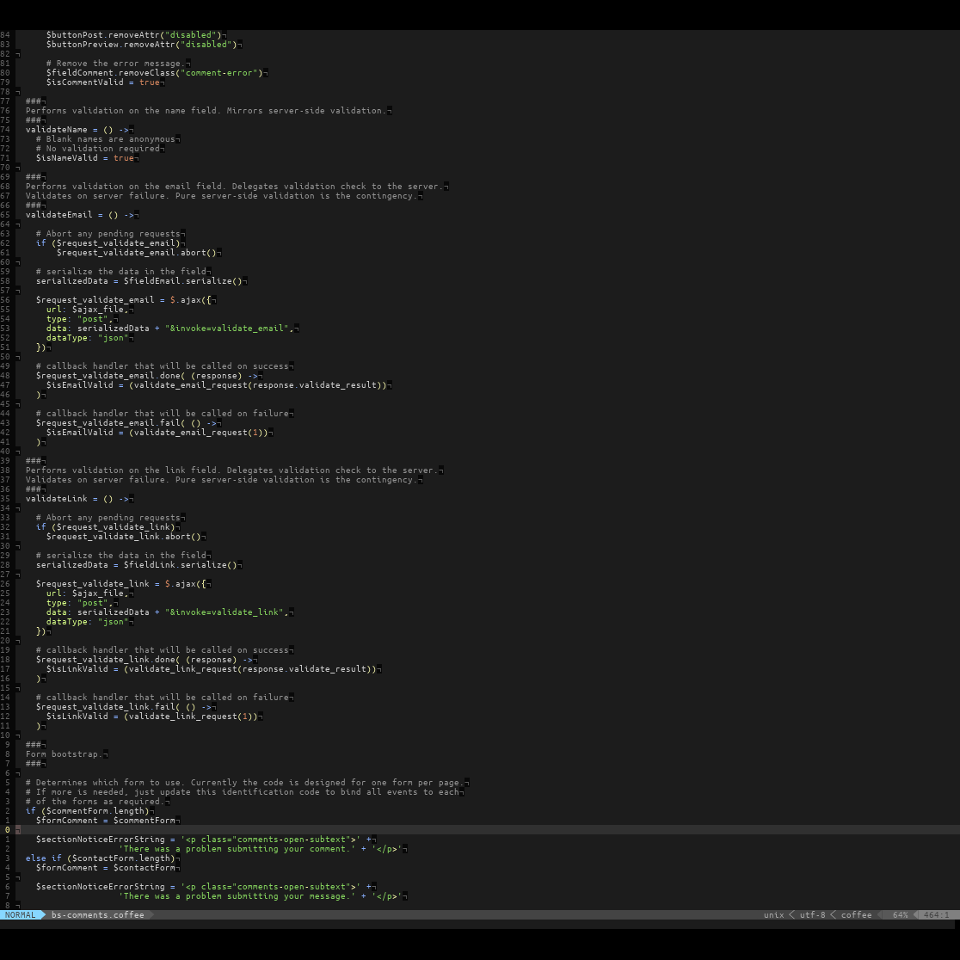 84      $buttonPost.removeAttr("disabled")¬
83      $buttonPreview.removeAttr("disabled")¬
82 ¬
81      # Remove the error message.¬
80      $fieldComment.removeClass("comment-error")¬
79      $isCommentValid = true¬
78 ¬
77  ###¬
76  Performs validation on the name field. Mirrors server-side validation.¬
75  ###¬
74  validateName = () ->¬
73    # Blank names are anonymous¬
72    # No validation required¬
71    $isNameValid = true¬
70 ¬
69  ###¬
68  Performs validation on the email field. Delegates validation check to the server.¬
67  Validates on server failure. Pure server-side validation is the contingency.¬
66  ###¬
65  validateEmail = () ->¬
64 ¬
63    # Abort any pending requests¬
62    if ($request_validate_email)¬
61        $request_validate_email.abort()¬
60 ¬
59    # serialize the data in the field¬
58    serializedData = $fieldEmail.serialize()¬
57 ¬
56    $request_validate_email = $.ajax({¬
55      url: $ajax_file,¬
54      type: "post",¬
53      data: serializedData + "&invoke=validate_email",¬
52      dataType: "json"¬
51    })¬
50 ¬
49    # callback handler that will be called on success¬
48    $request_validate_email.done( (response) ->¬
47      $isEmailValid = (validate_email_request(response.validate_result))¬
46    )¬
45 ¬
44    # callback handler that will be called on failure¬
43    $request_validate_email.fail( () ->¬
42      $isEmailValid = (validate_email_request(1))¬
41    )¬
40 ¬
39  ###¬
38  Performs validation on the link field. Delegates validation check to the server.¬
37  Validates on server failure. Pure server-side validation is the contingency.¬
36  ###¬
35  validateLink = () ->¬
34 ¬
33    # Abort any pending requests¬
32    if ($request_validate_link)¬
31      $request_validate_link.abort()¬
30 ¬
29    # serialize the data in the field¬
28    serializedData = $fieldLink.serialize()¬
27 ¬
26    $request_validate_link = $.ajax({¬
25      url: $ajax_file,¬
24      type: "post",¬
23      data: serializedData + "&invoke=validate_link",¬
22      dataType: "json"¬
21    })¬
20 ¬
19    # callback handler that will be called on success¬
18    $request_validate_link.done( (response) ->¬
17      $isLinkValid = (validate_link_request(response.validate_result))¬
16    )¬
15 ¬
14    # callback handler that will be called on failure¬
13    $request_validate_link.fail( () ->¬
12      $isLinkValid = (validate_link_request(1))¬
11    )¬
10 ¬
9  ###¬
8  Form bootstrap.¬
7  ###¬
6 ¬
5  # Determines which form to use. Currently the code is designed for one form per page.¬
4  # If more is needed, just update this identification code to bind all events to each¬
3  # of the forms as required.¬
2  if ($commentForm.length)¬
1    $formComment = $commentForm¬
0 ¬
1    $sectionNoticeErrorString = '<p class="comments-open-subtext">' +¬
2                    'There was a problem submitting your comment.' + '</p>'¬
3  else if ($contactForm.length)¬
4    $formComment = $contactForm¬
5 ¬
6    $sectionNoticeErrorString = '<p class="comments-open-subtext">' +¬
7                    'There was a problem submitting your message.' + '</p>'¬
8 ¬
NORMAL bs-comments.coffee unix < utf-8 < coffee 64% 464:1